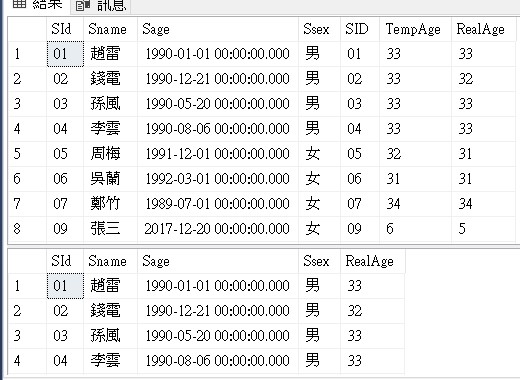 結果 訊息
SId Sname Sage Ssex SID TempAge RealAge
1 01 趙雷 1990-01-01 00:00:00.000 男 01 33 33
2 02 錢電 1990-12-21 00:00:00.000 男 02 33 32
3 03 孫風 1990-05-20 00:00:00.000 男 03 33 33
4 04 李雲 1990-08-06 00:00:00.000 男 04 33 33
5 05 周梅 1991-12-01 00:00:00.000 女 05 32 31
6 06 吳蘭 1992-03-01 00:00:00.000 女 06 31 31
7 07 鄭竹 1989-07-01 00:00:00.000 女 07 34 34
8 09 張三 2017-12-20 00:00:00.000 女 09 6 5
SId Sname Sage Ssex RealAge
1 01 趙雷 1990-01-01 00:00:00.000 男 33
2 02 錢電 1990-12-21 00:00:00.000 男 32
3 03 孫風 1990-05-20 00:00:00.000 男 33
4 04 李雲 1990-08-06 00:00:00.000 男 33